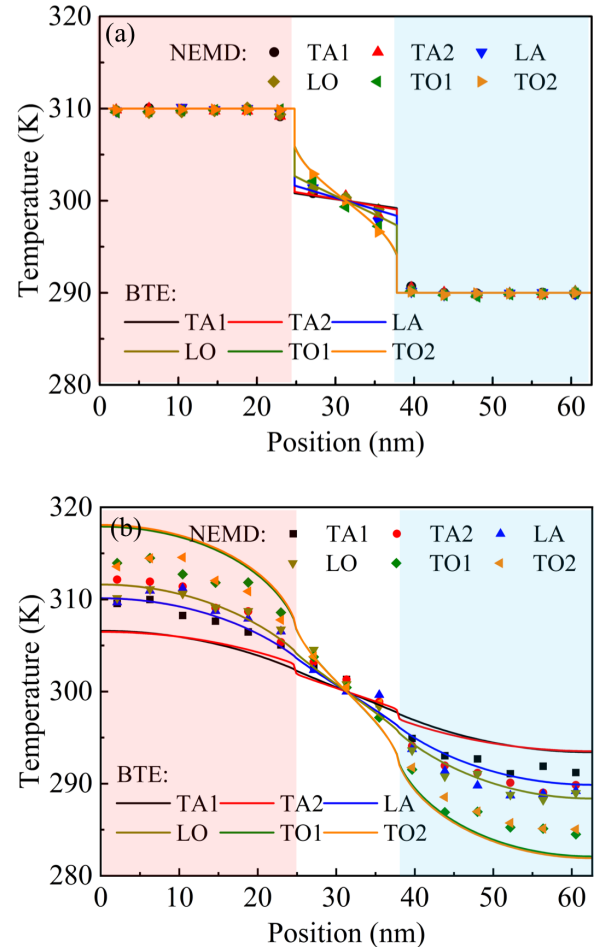 320
(a)
NEMD: TA1 TA2 LA
LO TO1 TO2
310
Temperature (K)
300
290
BTE:
TA1 TA2 LA
LO TO1 TO2
280
0 10 20 30 40 50 60
Position (nm)
320
(b)
NEMD: TA1 TA2 LA
LO TO1 TO2
310
Temperature (K)
300
290
BTE:
TA1 TA2 LA
LO TO1 TO2
280
0 10 20 30 40 50 60
Position (nm)